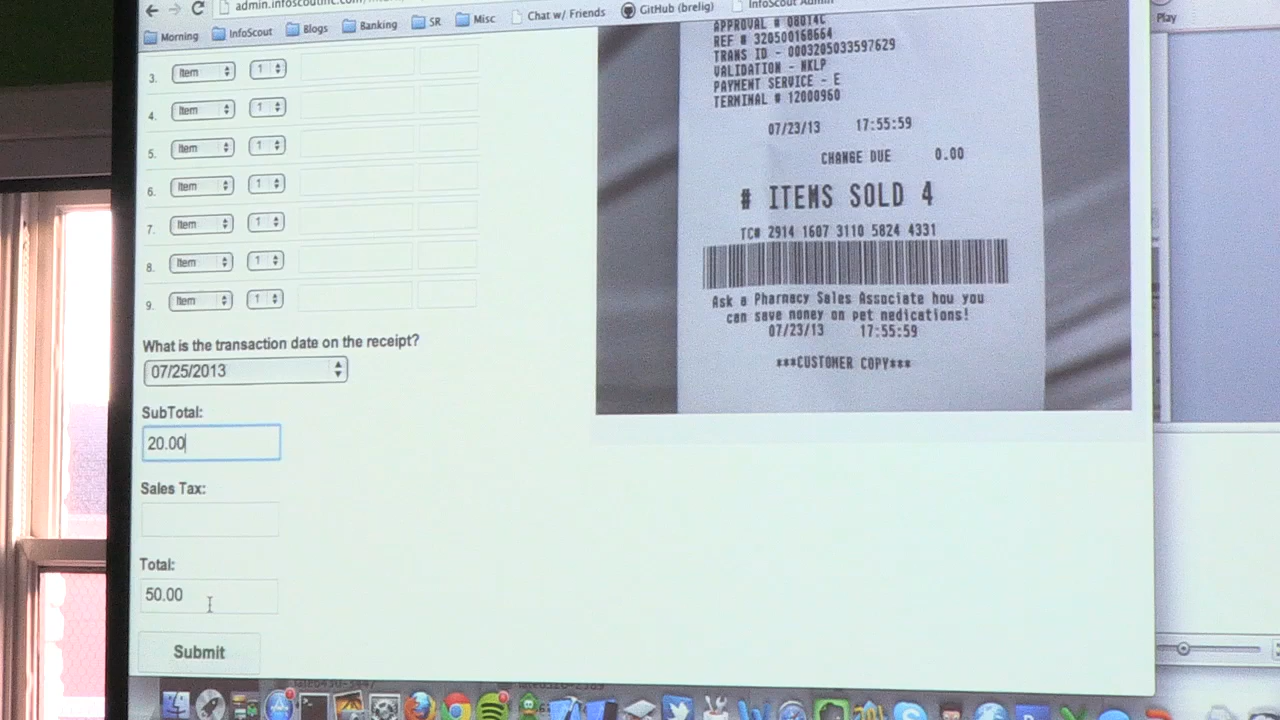 Morning InfoScout Blogs Banking SR Misc Chat w/ Friends GitHub (brelig) InfoScout Admin
Play
3. Item 1
4. Item 1
5. Item 1
6. Item 1
7. Item 1
8. Item 1
9. Item 1
What is the transaction date on the receipt?
07/25/2013
SubTotal:
20.00
Sales Tax:
Total:
50.00
Submit
APPROVAL # 08014C
REF # 320500168664
TRANS ID - 0003205033597629
VALIDATION - NKLP
PAYMENT SERVICE - E
TERMINAL # 12000960
07/23/13 17:55:59
CHANGE DUE 0.00
# ITEMS SOLD 4
TC# 2914 1607 3110 5824 4331
Ask a Pharmacy Sales Associate how you
can save money on pet medications!
07/23/13 17:55:59
***CUSTOMER COPY***